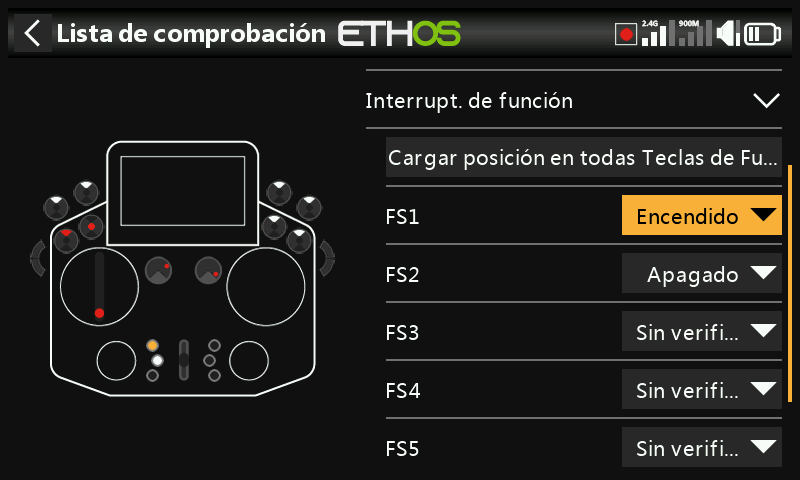 Lista de comprobación ETHOS 2.4G 900M
Interrupt. de función
Cargar posición en todas Teclas de Fu...
FS1 Encendido
FS2 Apagado
FS3 Sin verifi...
FS4 Sin verifi...
FS5 Sin verifi...